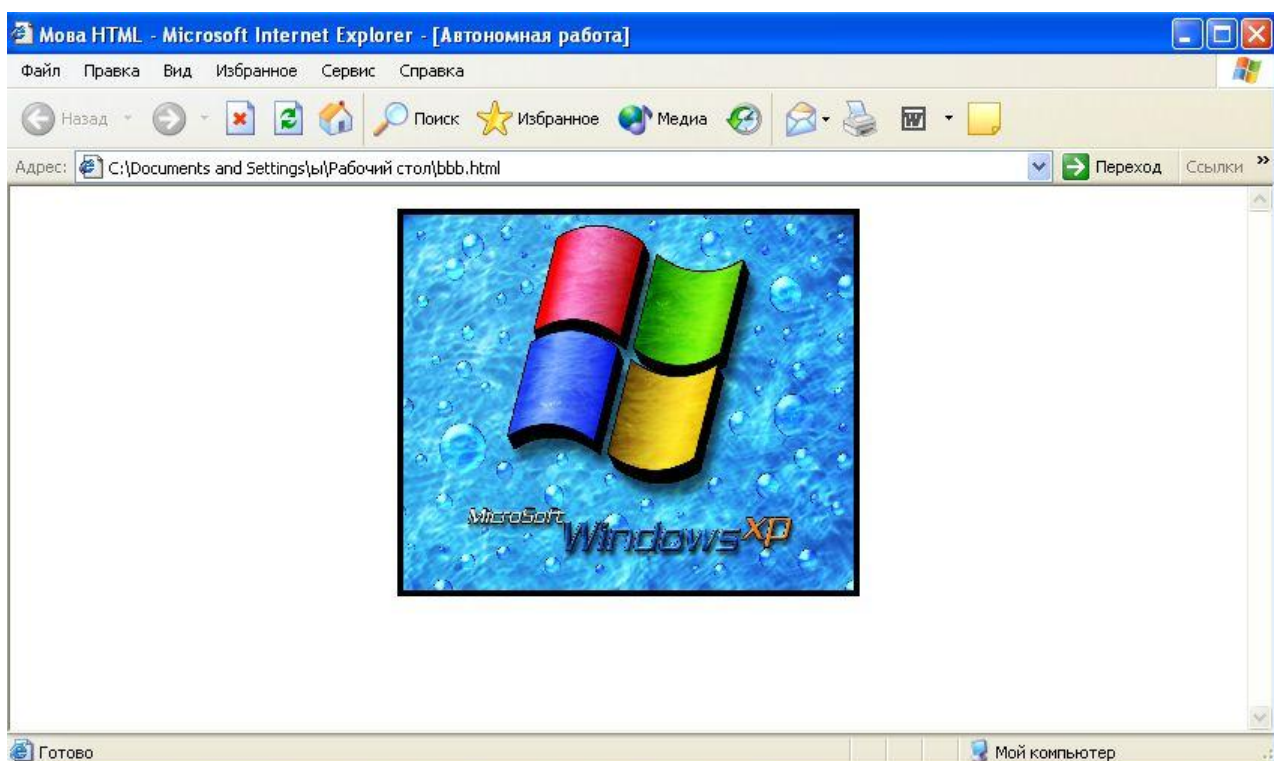 Мова HTML - Microsoft Internet Explorer - [Автономная работа]
Файл Правка Вид Избранное Сервис Справка
Назад Поиск Избранное Медиа W
Адрес: C:\Documents and Settings\ы\Рабочий стол\bbb.html Переход Ссылки »
MicroSoft
Windows xp
Готово Мой компьютер